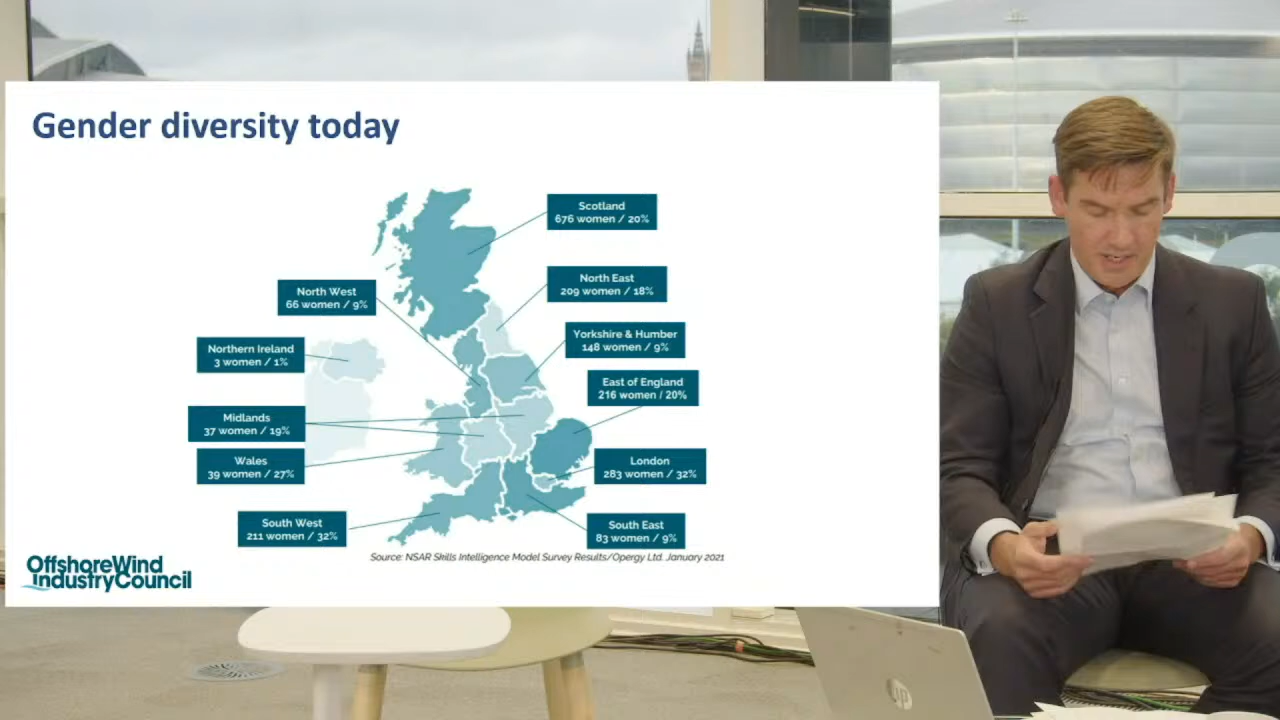 Gender diversity today
Scotland
676 women / 20%
North East
209 women / 18%
North West
66 women / 9%
Yorkshire & Humber
148 women / 9%
Northern Ireland
3 women / 1%
East of England
216 women / 20%
Midlands
37 women / 19%
Wales
39 women / 27%
London
283 women / 32%
South West
211 women / 32%
South East
83 women / 9%
Source: NSAR Skills Intelligence Model Survey Results/Opergy Ltd. January 2021
OffshoreWind
IndustryCouncil
hp